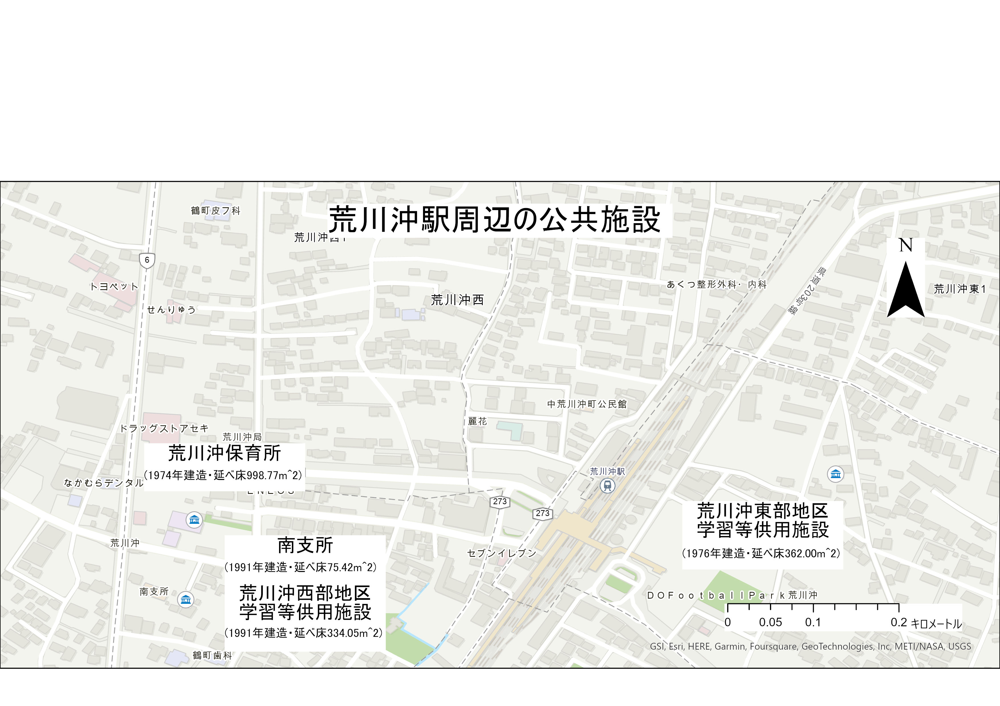 荒川沖駅周辺の公共施設
鶴町皮フ科
6
N
トヨペット
せんりゅう
荒川沖西
あくつ整形外科・内科
県道203号線
荒川沖東1
ドラッグストアセキ
荒川沖局
麗花
中荒川沖町公民館
荒川沖保育所
(1974年建造・延べ床998.77m^2)
なかむらデンタル
荒川沖駅
273
273
荒川沖東部地区
学習等供用施設
(1976年建造・延べ床362.00m^2)
荒川沖
南支所
(1991年建造・延べ床75.42m^2)
荒川沖西部地区
学習等供用施設
(1991年建造・延べ床334.05m^2)
セブンイレブン
南支所
ＤＯＦｏｏｔｂａｌｌＰａｒｋ荒川沖
0 0.05 0.1 0.2 キロメートル
鶴町歯科
GSI, Esri, HERE, Garmin, Foursquare, GeoTechnologies, Inc, METI/NASA, USGS